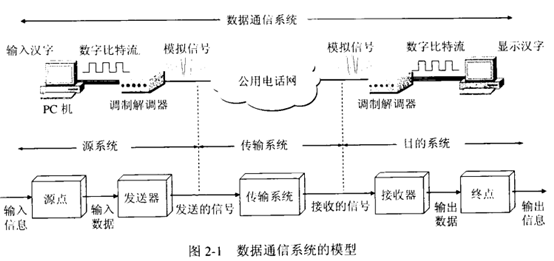 数据通信系统
输入汉字 数字比特流 模拟信号 模拟信号 数字比特流 显示汉字
公用电话网
PC 机 调制解调器 调制解调器
源系统 传输系统 目的系统
源点 发送器 传输系统 接收器 终点
输入信息 输入数据 发送的信号 接收的信号 输出数据 输出信息
图 2-1 数据通信系统的模型